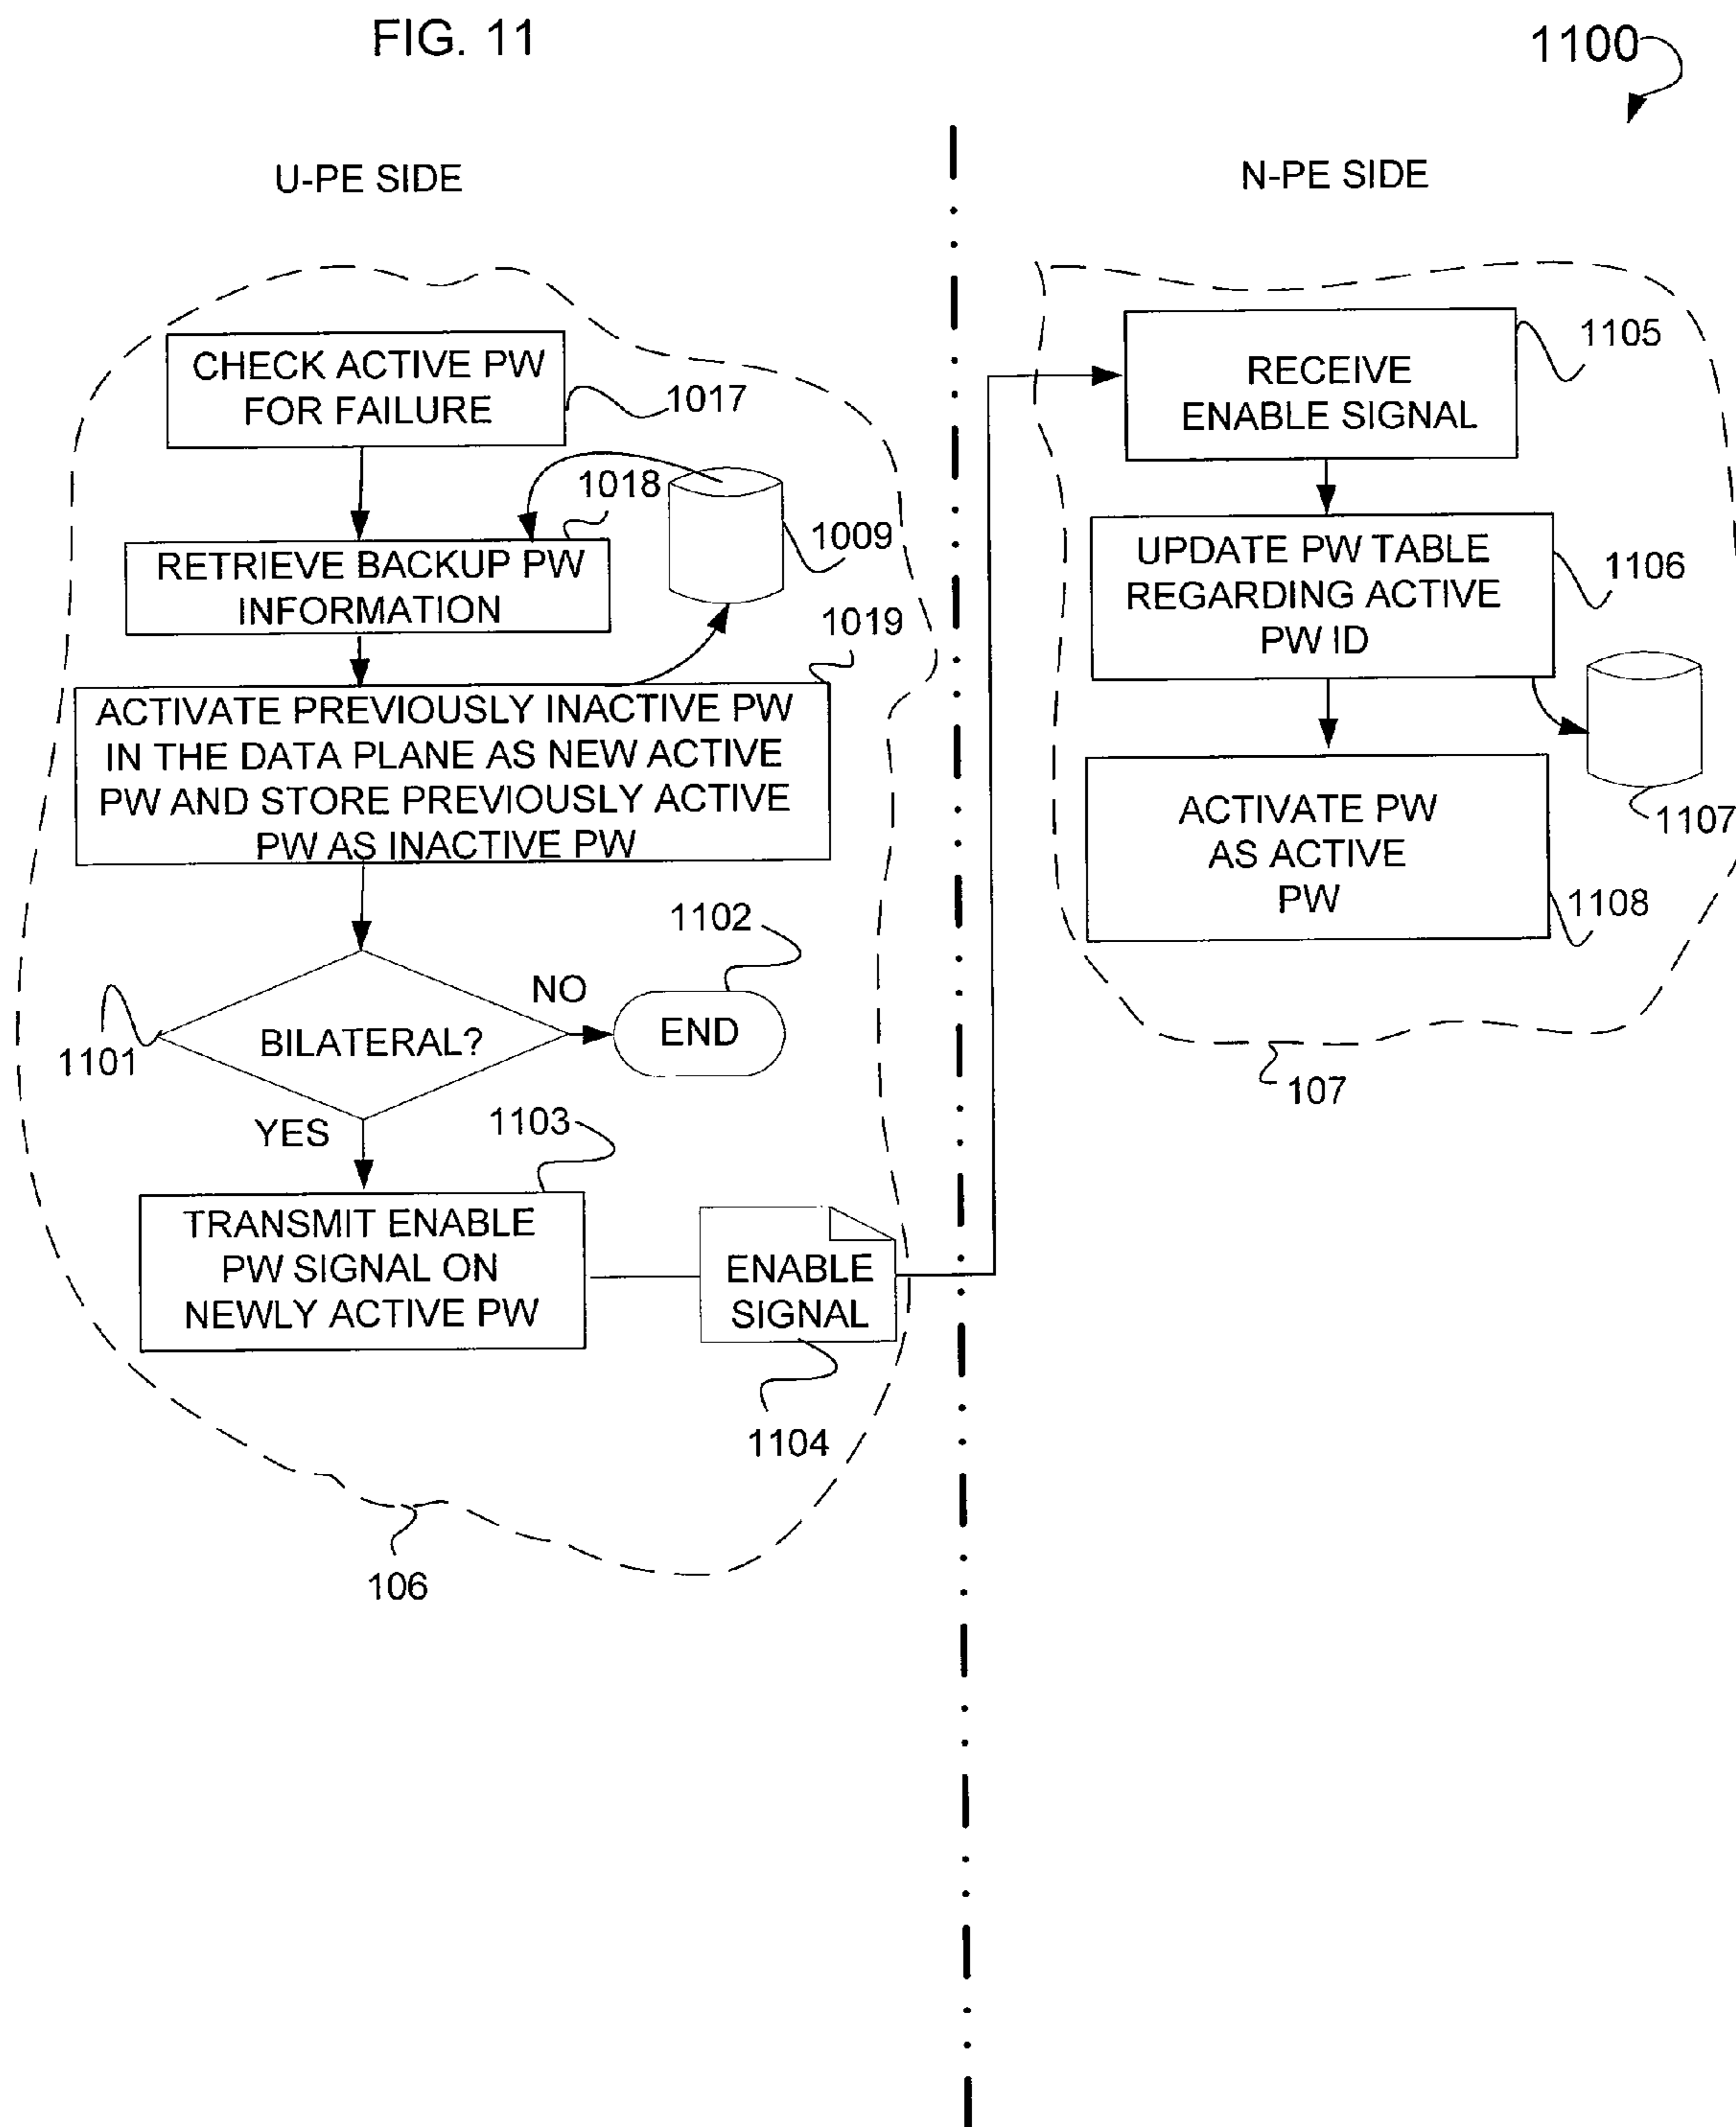 FIG. 11
1100
U-PE SIDE
N-PE SIDE
CHECK ACTIVE PW
FOR FAILURE
1017
1018
1009
RETRIEVE BACKUP PW
INFORMATION
1019
ACTIVATE PREVIOUSLY INACTIVE PW
IN THE DATA PLANE AS NEW ACTIVE
PW AND STORE PREVIOUSLY ACTIVE
PW AS INACTIVE PW
1102
NO
BILATERAL?
END
1101
YES
1103
TRANSMIT ENABLE
PW SIGNAL ON
NEWLY ACTIVE PW
ENABLE
SIGNAL
1104
106
1105
RECEIVE
ENABLE SIGNAL
UPDATE PW TABLE
REGARDING ACTIVE
PW ID
1106
1107
ACTIVATE PW
AS ACTIVE
PW
1108
107